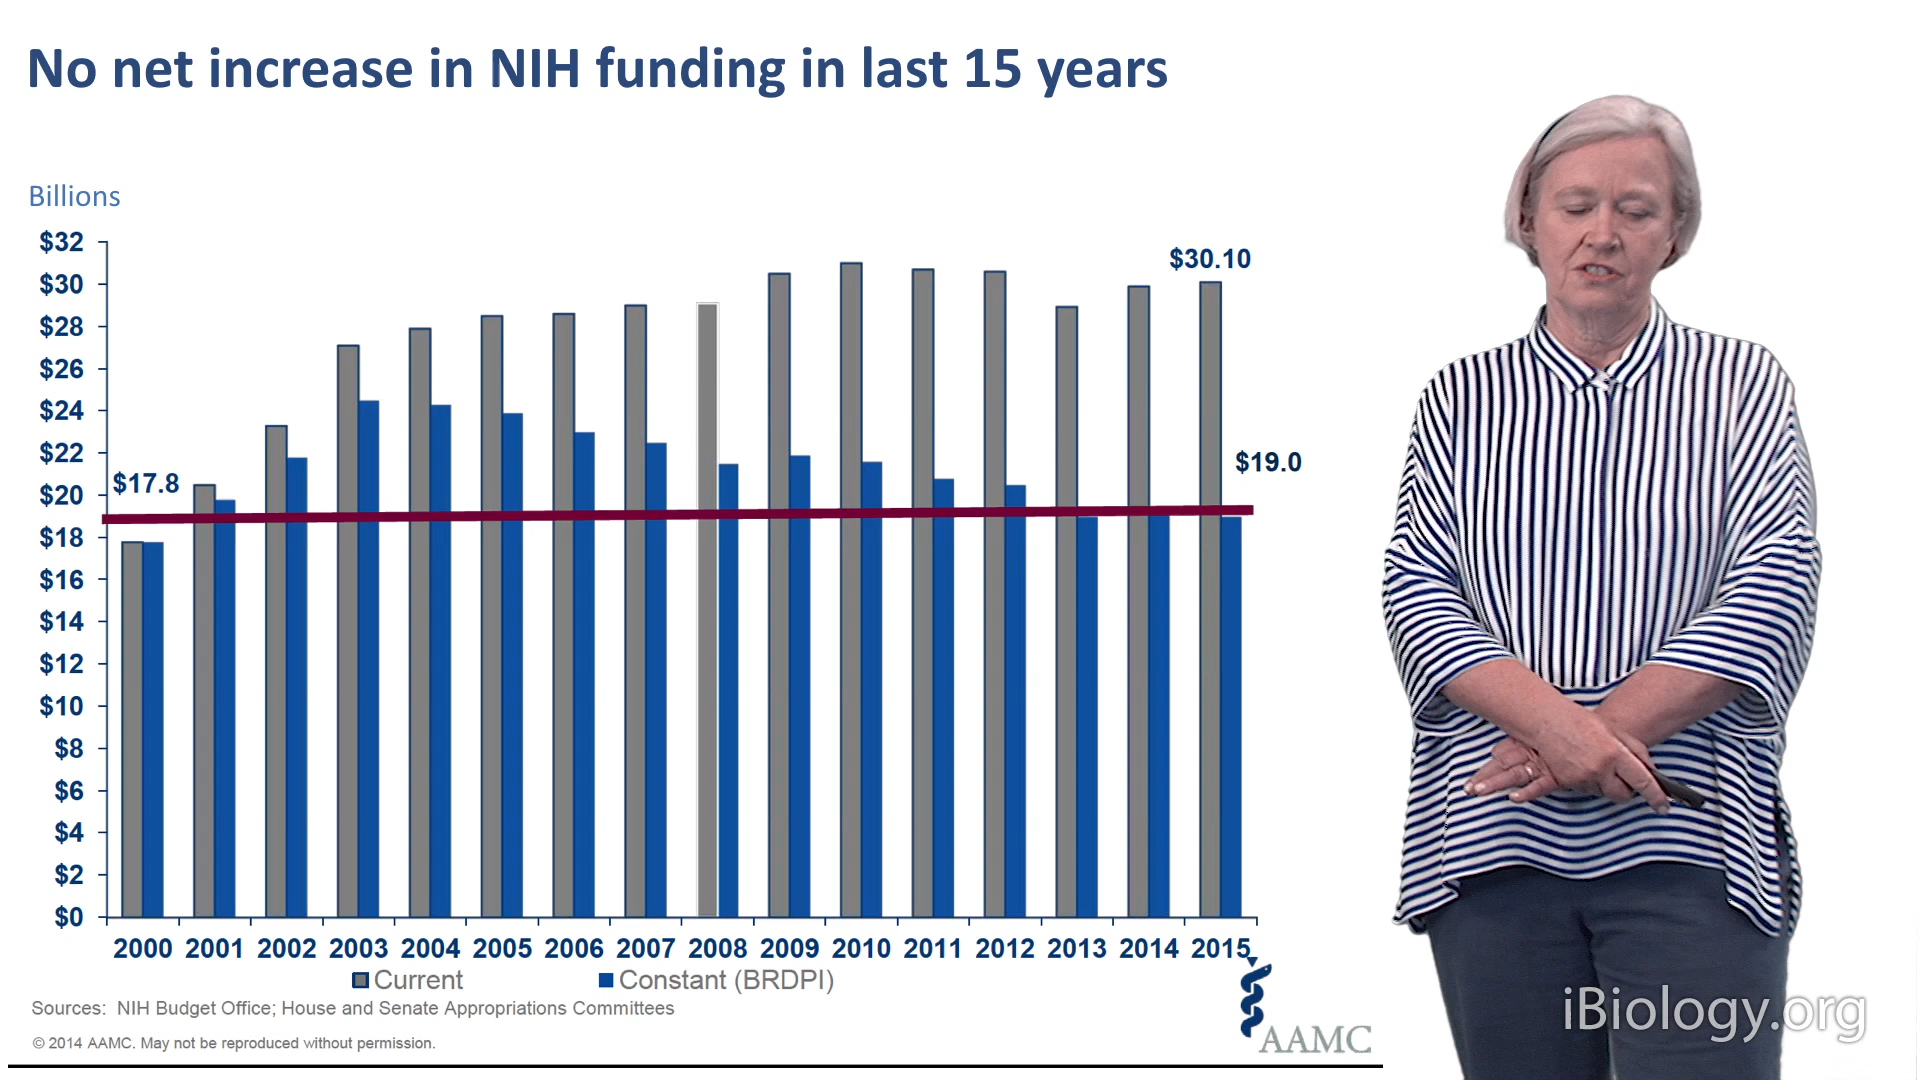 No net increase in NIH funding in last 15 years
Billions
$32
$30
$28
$26
$24
$22
$20
$18
$16
$14
$12
$10
$8
$6
$4
$2
$0
$17.8
$30.10
$19.0
2000 2001 2002 2003 2004 2005 2006 2007 2008 2009 2010 2011 2012 2013 2014 2015
Current Constant (BRDPI)
Sources: NIH Budget Office; House and Senate Appropriations Committees
© 2014 AAMC. May not be reproduced without permission.
AAMC
iBiology.org